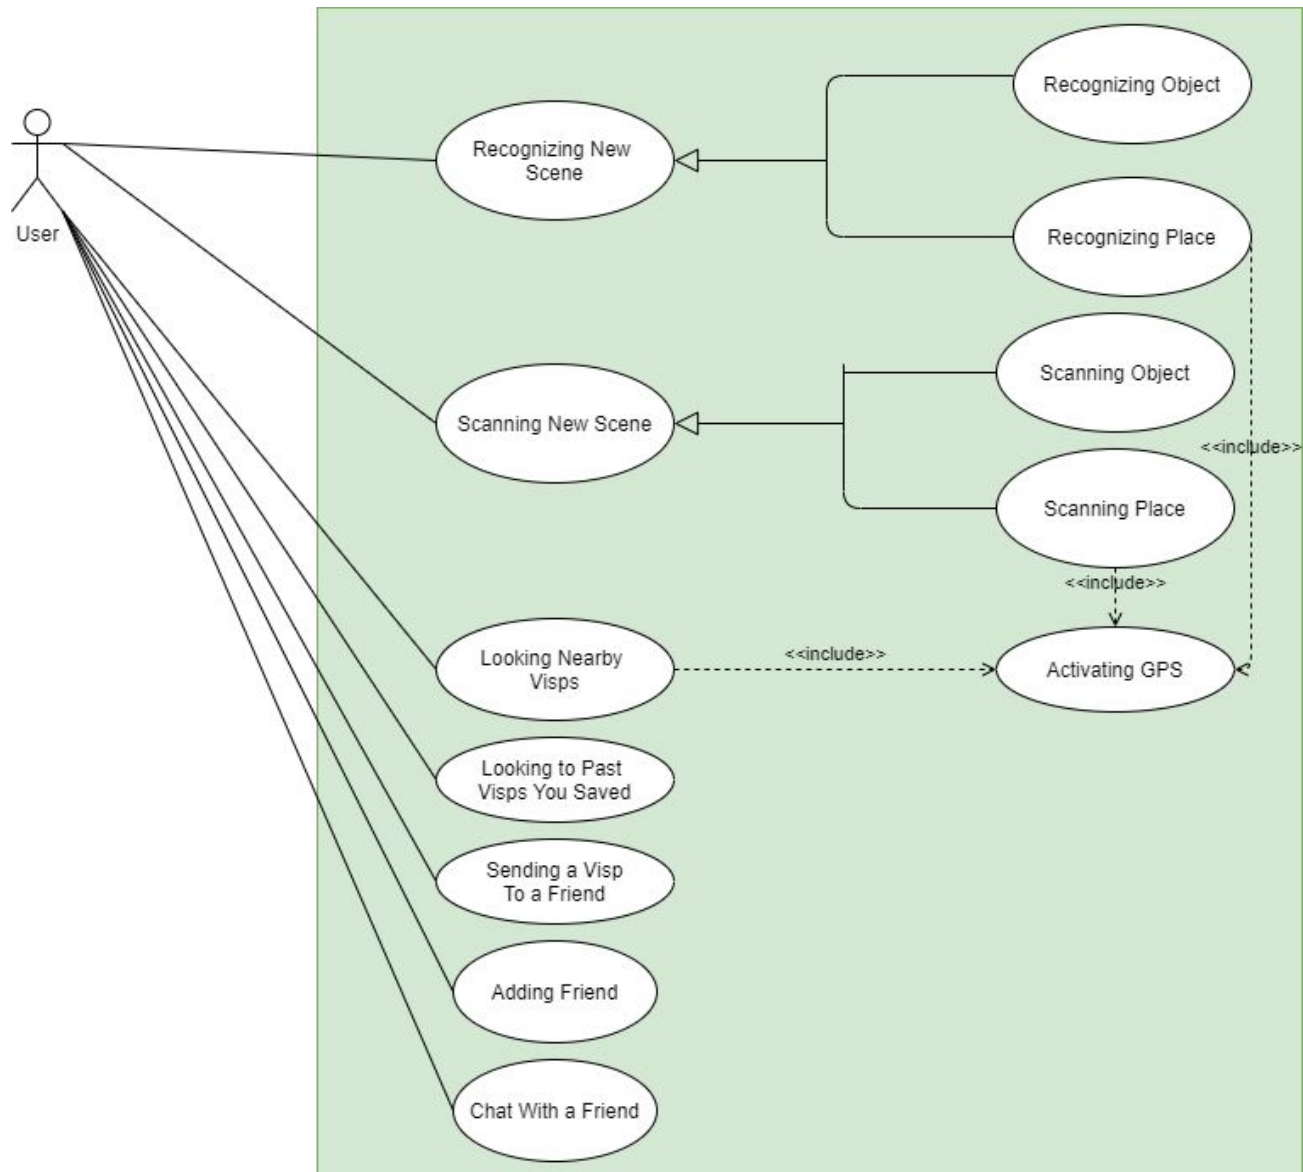 User
Recognizing New
Scene
Recognizing Object
Recognizing Place
Scanning New Scene
Scanning Object
<<include>>
Scanning Place
<<include>>
Looking Nearby
Visps
<<include>>
Activating GPS
Looking to Past
Visps You Saved
Sending a Visp
To a Friend
Adding Friend
Chat With a Friend